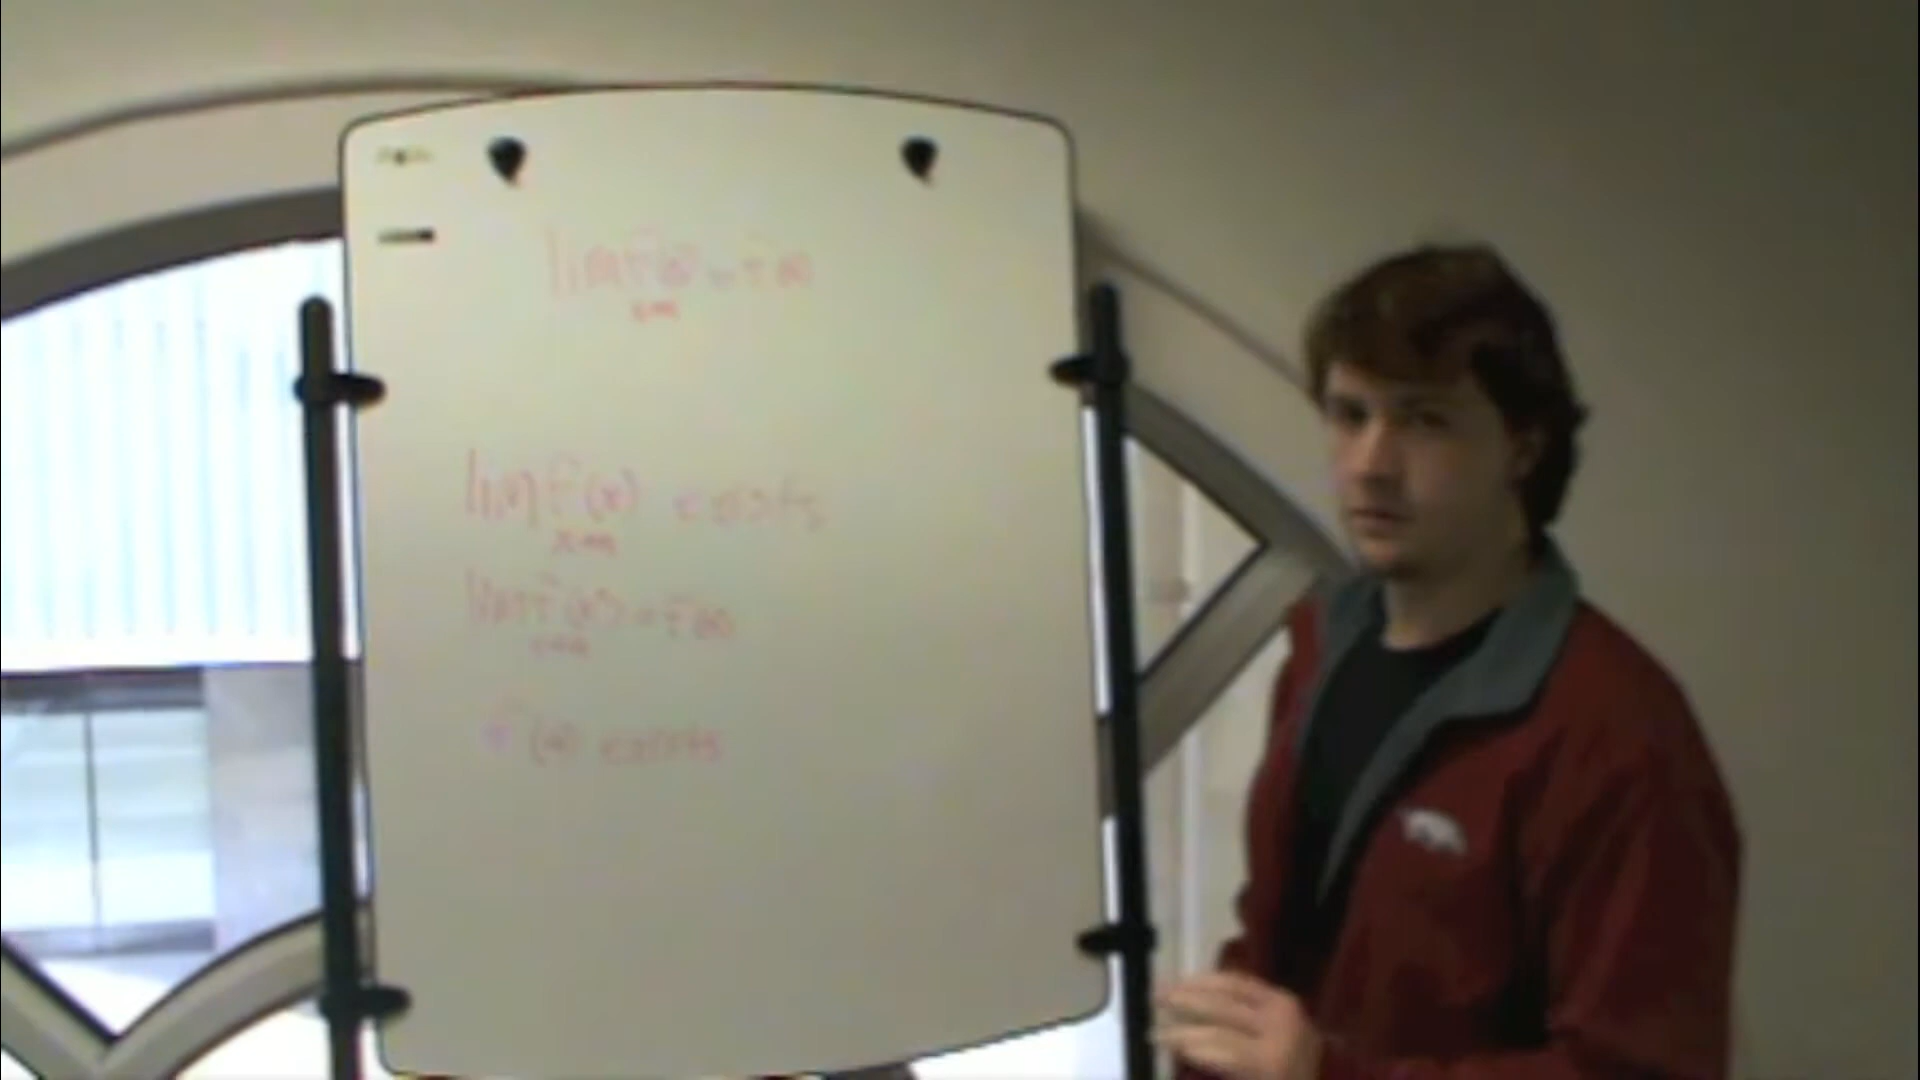 lim f(x) = f(a)
x→a
lim f(x) exists
x→a
lim f(x) = f(a)
x→a
f(a) exists